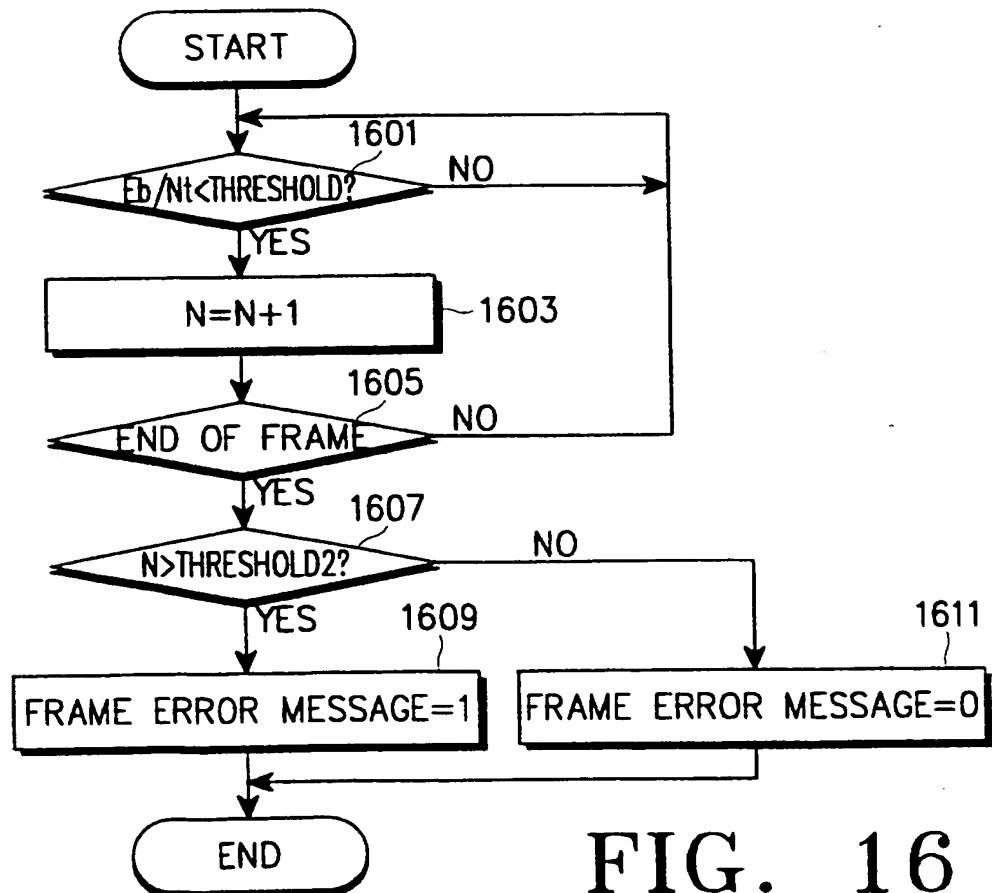 START
1601
Eb/Nt<THRESHOLD?
NO
YES
N=N+1
1603
1605
END OF FRAME
NO
YES
1607
N>THRESHOLD2?
NO
YES
1609
1611
FRAME ERROR MESSAGE=1
FRAME ERROR MESSAGE=0
END
FIG. 16